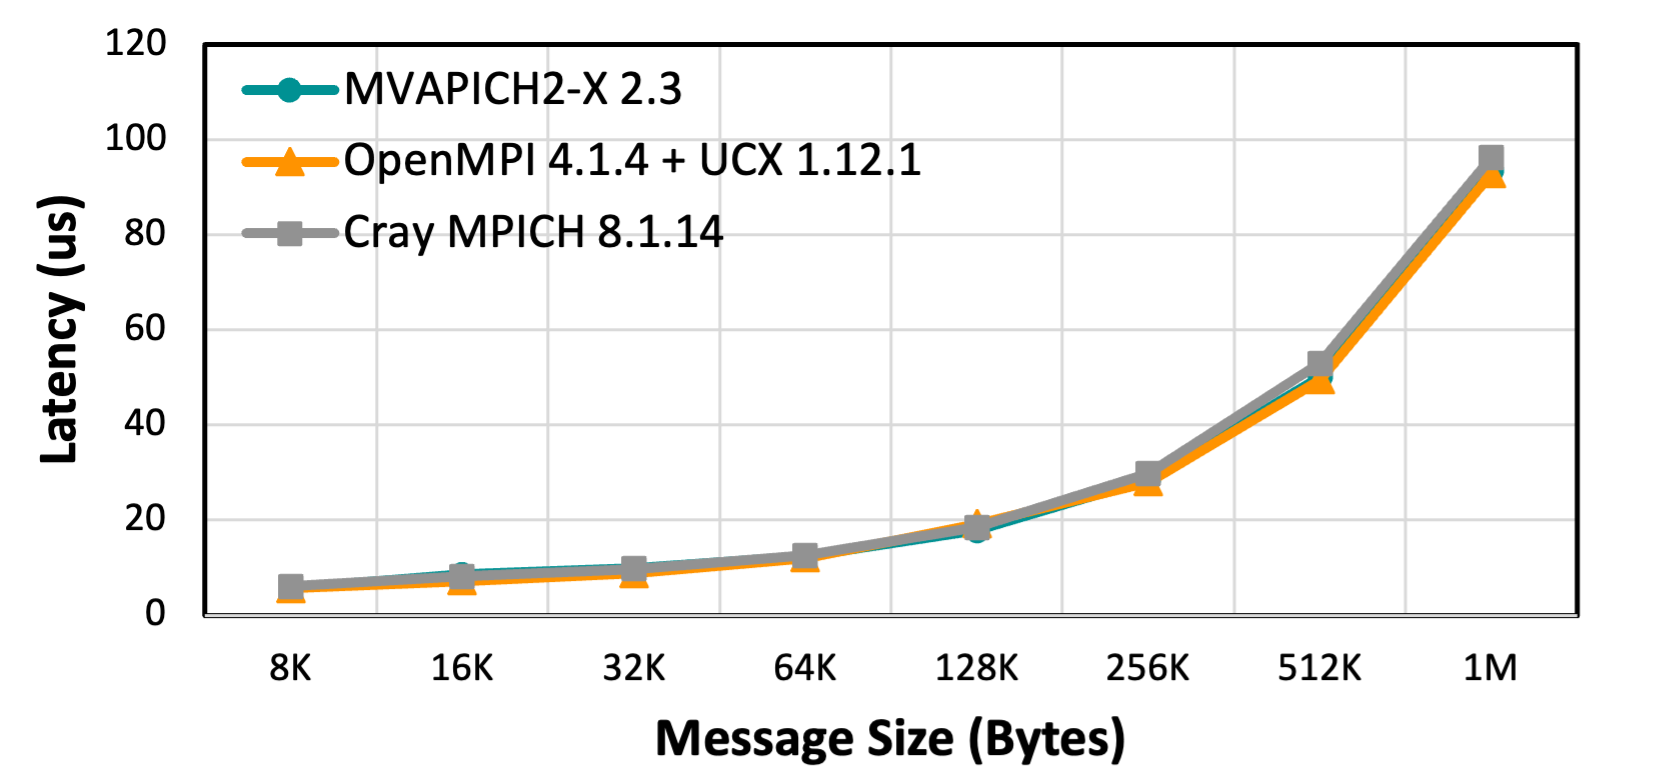 120
100
80
60
40
20
0
Latency (us)
MVAPICH2-X 2.3
OpenMPI 4.1.4 + UCX 1.12.1
Cray MPICH 8.1.14
8K 16K 32K 64K 128K 256K 512K 1M
Message Size (Bytes)